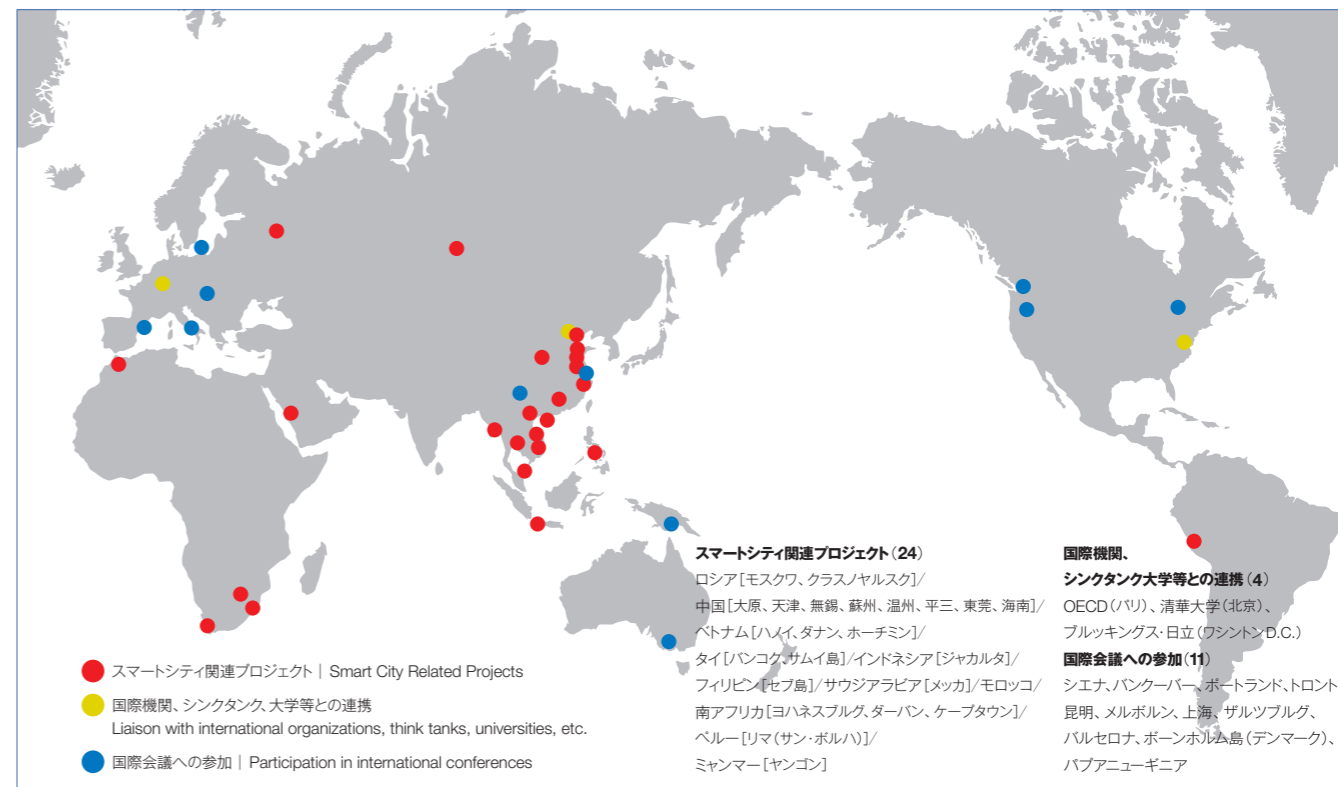 スマートシティ関連プロジェクト | Smart City Related Projects
国際機関、シンクタンク、大学等との連携
Liaison with international organizations, think tanks, universities, etc.
国際会議への参加 | Participation in international conferences
スマートシティ関連プロジェクト(24)
ロシア[モスクワ、クラスノヤルスク]/
中国[大原、天津、無錫、蘇州、温州、平三、東莞、海南]/
ベトナム[ハノイ、ダナン、ホーチミン]/
タイ[バンコク、サムイ島]/インドネシア[ジャカルタ]/
フィリピン[セブ島]/サウジアラビア[メッカ]/モロッコ/
南アフリカ[ヨハネスブルグ、ダーバン、ケープタウン]/
ペルー[リマ(サン・ボルハ)]/
ミャンマー[ヤンゴン]
国際機関、
シンクタンク大学等との連携(4)
OECD(パリ)、清華大学(北京)、
ブルッキングス・日立(ワシントンD.C.)
国際会議への参加(11)
シエナ、バンクーバー、ポートランド、トロント
昆明、メルボルン、上海、ザルツブルグ、
バルセロナ、ボーンホルム島(デンマーク)、
パプアニューギニア